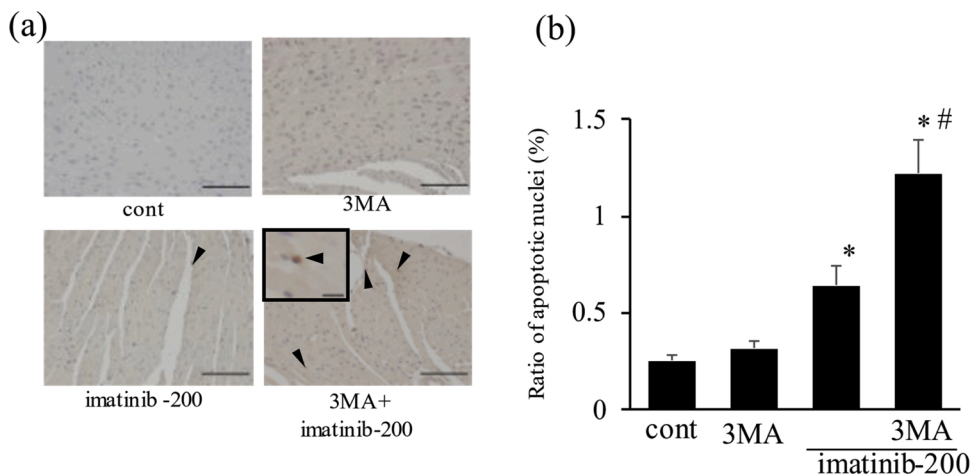 (a)
cont
3MA
imatinib -200
3MA+
imatinib-200
(b)
Ratio of apoptotic nuclei (%)
1.5
1
0.5
0
*
* #
cont
3MA
3MA
imatinib-200